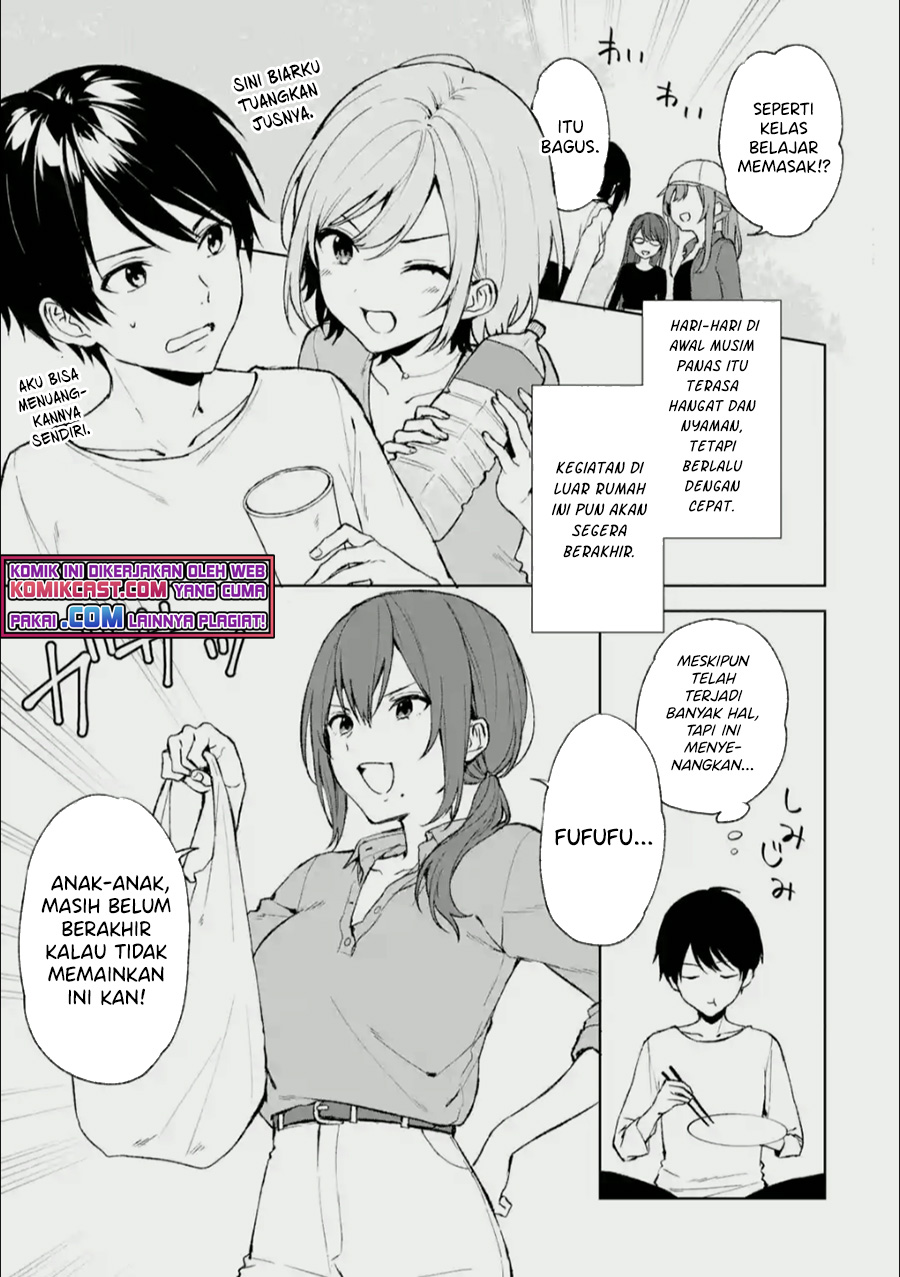 わい
わい
SEPERTI
KELAS
BELAJAR
MEMASAK!?
ITU
BAGUS.
SINI BIARKU
TUANGKAN
JUSNYA.
AKU BISA
MENUANG-
KANNYA
SENDIRI.
HARI-HARI DI
AWAL MUSIM
PANAS ITU
TERASA
HANGAT DAN
NYAMAN,
TETAPI
BERLALU
DENGAN
CEPAT.
KEGIATAN DI
LUAR RUMAH
INI PUN AKAN
SEGERA
BERAKHIR.
KOMIK INI DIKERJAKAN OLEH WEB
KOMIKCAST.COM YANG CUMA
PAKAI .COM LAINNYA PLAGIAT!
MESKIPUN
TELAH
TERJADI
BANYAK HAL,
TAPI INI
MENYE-
NANGKAN...
しみ
じみ
FUFUFU...
ANAK-ANAK,
MASIH BELUM
BERAKHIR
KALAU TIDAK
MEMAINKAN
INI KAN!